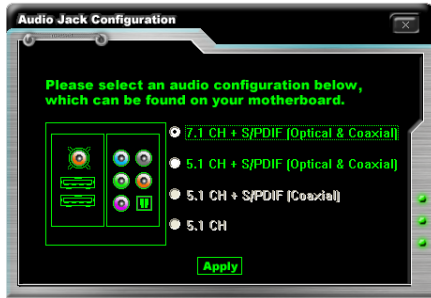 Audio Jack Configuration
Please select an audio configuration below,
which can be found on your motherboard.
7.1 CH + S/PDIF (Optical & Coaxial)
5.1 CH + S/PDIF (Optical & Coaxial)
5.1 CH + S/PDIF (Coaxial)
5.1 CH
Apply